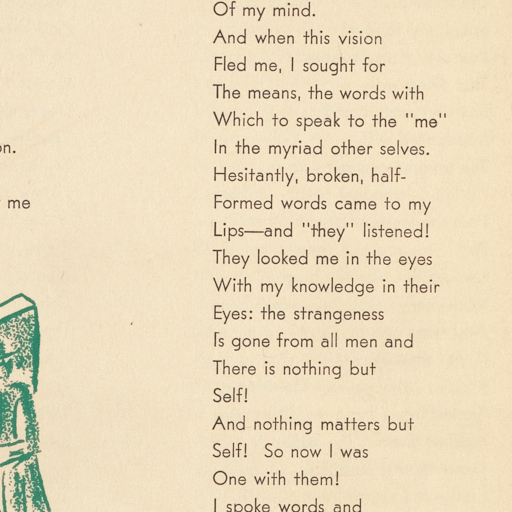 Of my mind.
And when this vision
Fled me, I sought for
The means, the words with
Which to speak to the "me"
In the myriad other selves.
Hesitantly, broken, half-
Formed words came to my
Lips—and "they" listened!
They looked me in the eyes
With my knowledge in their
Eyes: the strangeness
Is gone from all men and
There is nothing but
Self!
And nothing matters but
Self! So now I was
One with them!
I spoke words and
me